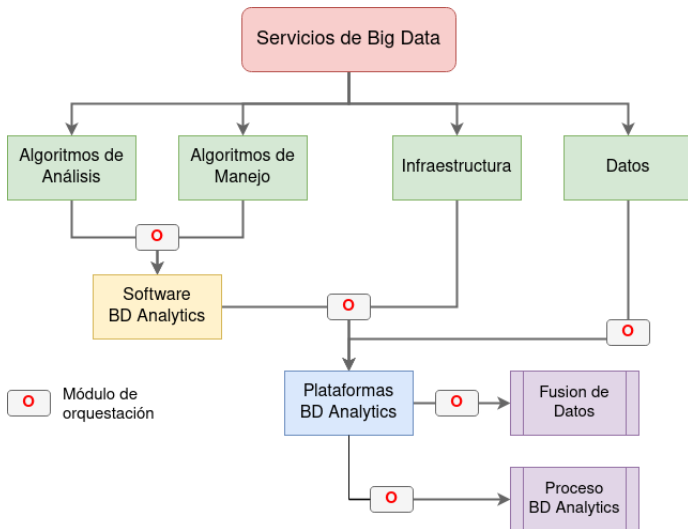 Servicios de Big Data
Algoritmos de
Análisis
Algoritmos de
Manejo
Infraestructura
Datos
O
Software
BD Analytics
O
O
Plataformas
BD Analytics
O
Fusion de
Datos
O
Módulo de
orquestación
O
Proceso
BD Analytics